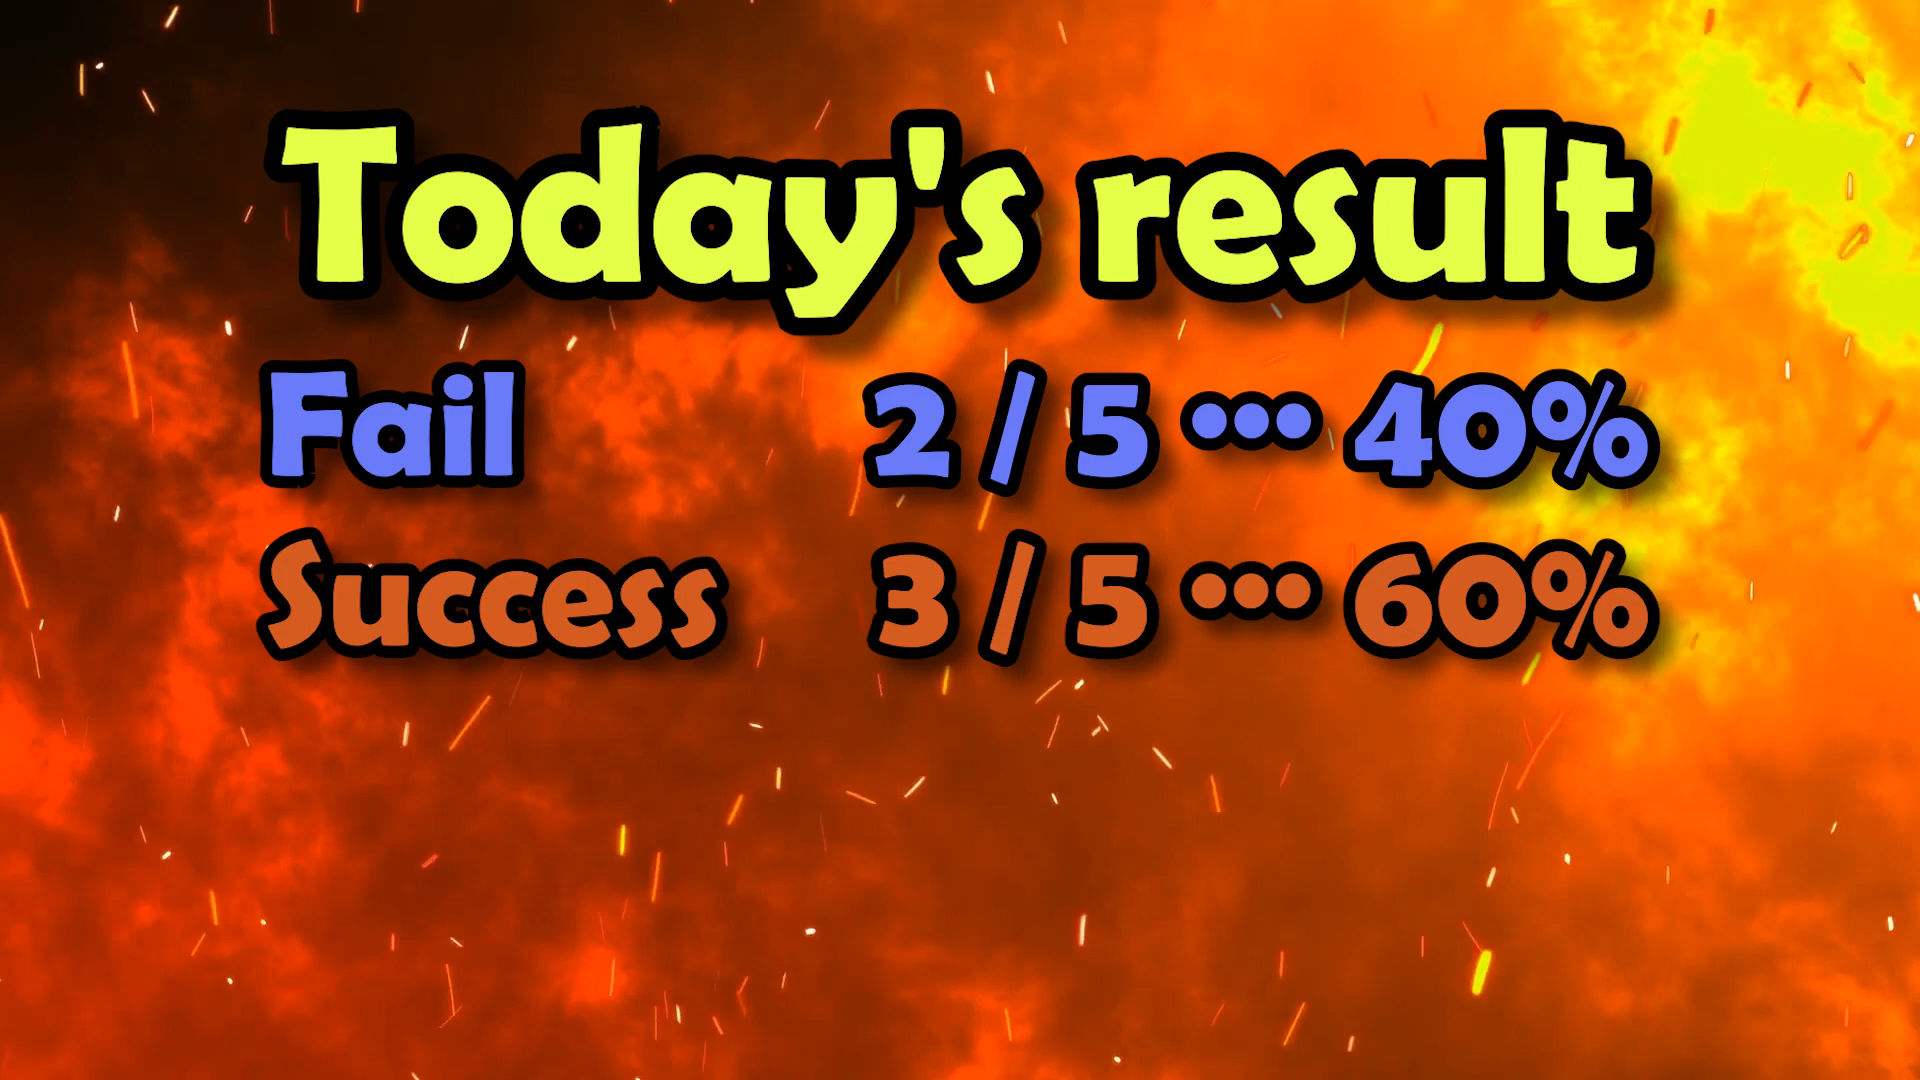 Today's result
Fail 2 / 5 ••• 40%
Success 3 / 5 ••• 60%